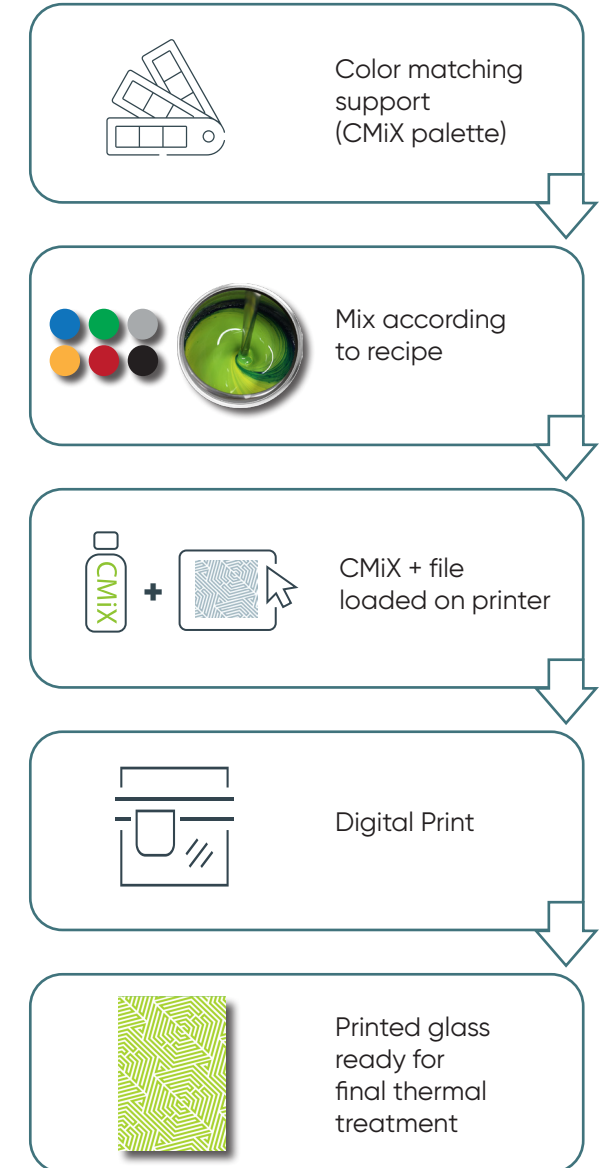 Color matching
support
(CMiX palette)
Mix according
to recipe
CMiX
CMiX + file
loaded on printer
Digital Print
Printed glass
ready for
final thermal
treatment